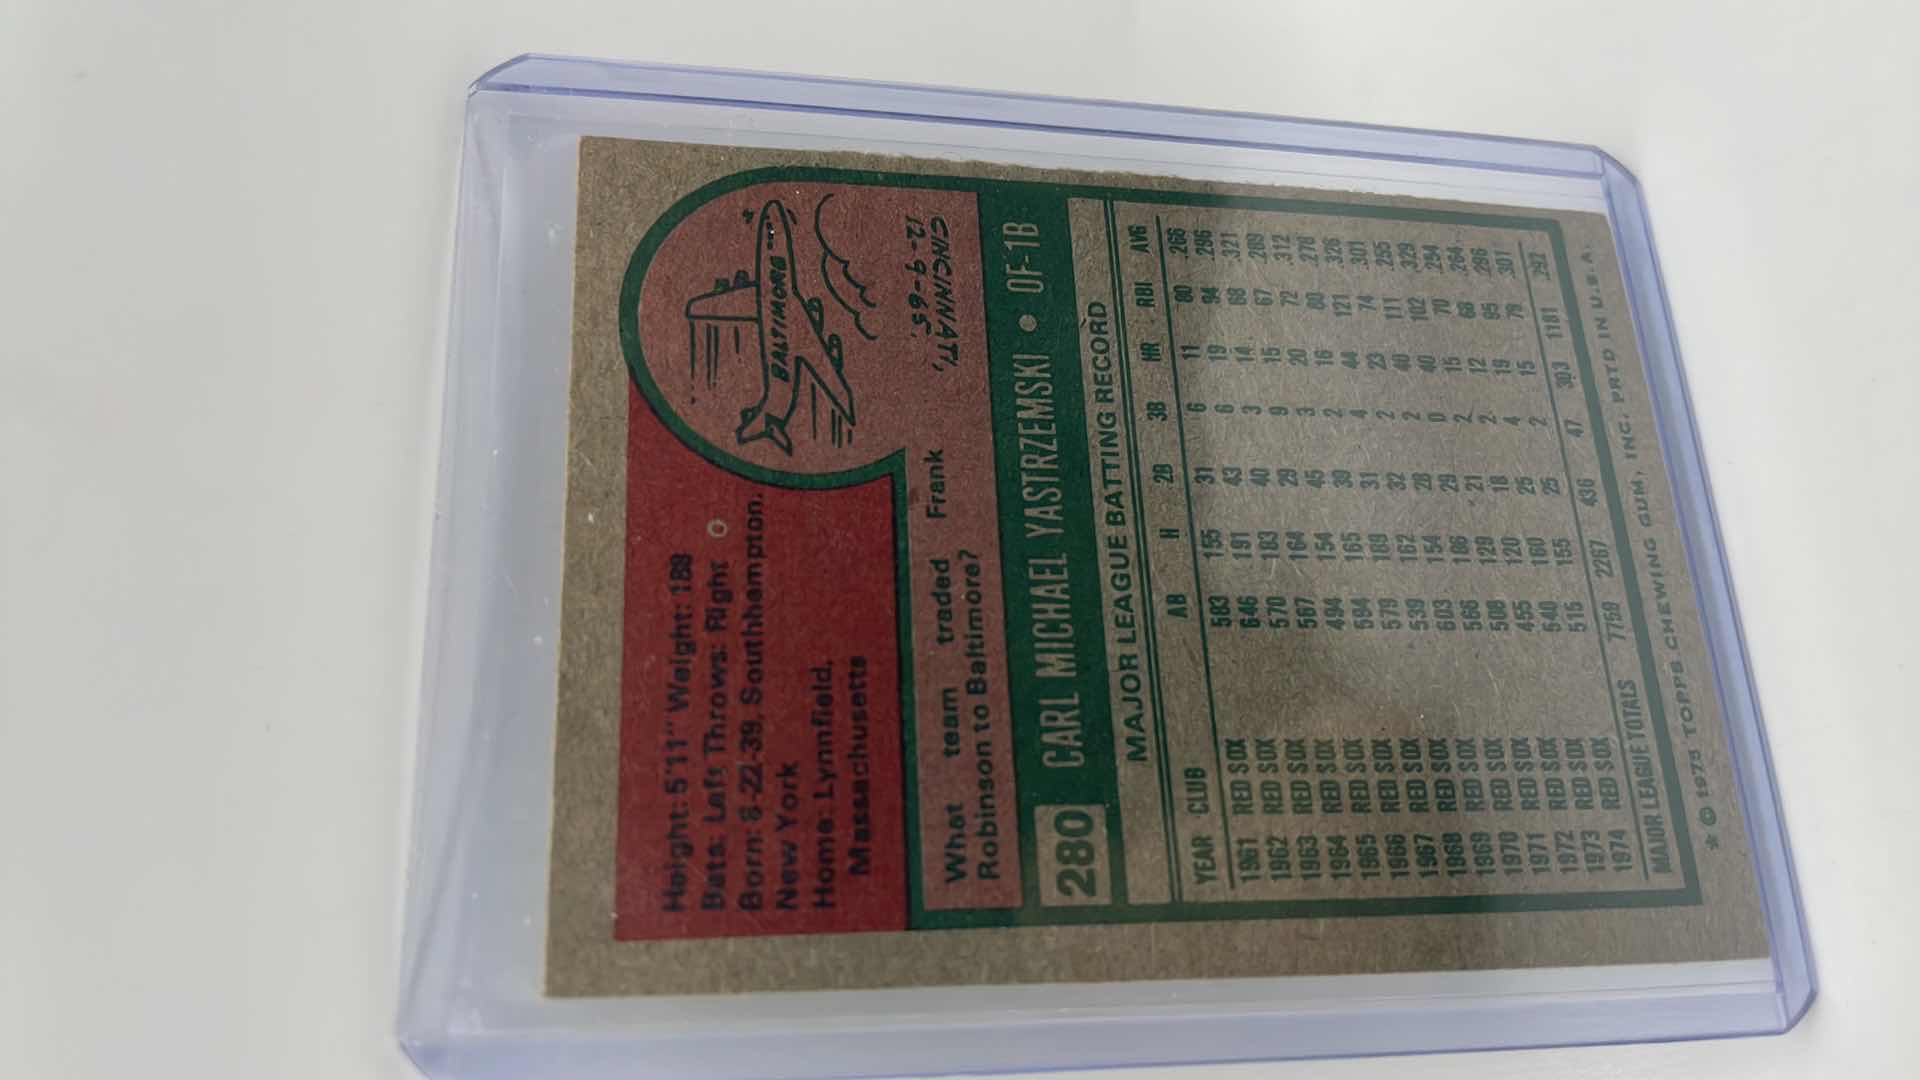 Height: 5'11" Weight: 188
Bats: Left Throws: Right
Born: 8-22-39, Southhampton,
New York
Home: Lynnfield,
Massachusetts
BALTIMORE
CINCINNATI,
12-9-65.
What team traded Frank
Robinson to Baltimore?
280 CARL MICHAEL YASTRZEMSKI • OF-1B
MAJOR LEAGUE BATTING RECORD
YEAR CLUB AB H 2B 3B HR RBI AVG
1961 RED SOX 583 155 31 6 11 80 .266
1962 RED SOX 646 191 43 6 19 94 .296
1963 RED SOX 570 183 40 3 14 68 .321
1964 RED SOX 567 164 29 9 15 67 .289
1965 RED SOX 494 154 45 3 20 72 .312
1966 RED SOX 594 165 39 2 16 80 .278
1967 RED SOX 579 189 31 4 44 121 .326
1968 RED SOX 539 162 32 2 23 74 .301
1969 RED SOX 603 154 28 2 40 111 .255
1970 RED SOX 566 186 29 0 40 102 .329
1971 RED SOX 508 129 21 2 15 70 .254
1972 RED SOX 455 120 18 2 12 68 .264
1973 RED SOX 540 160 25 4 19 95 .296
1974 RED SOX 515 155 25 2 15 79 .301
MAJOR LEAGUE TOTALS 7759 2267 436 47 303 1181 .292
* © 1975 TOPPS CHEWING GUM, INC. PRTD IN U.S.A.